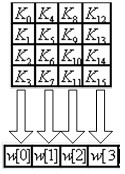 K0 K4 K8 K12
K1 K5 K9 K13
K2 K6 K10 K14
K3 K7 K11 K15
w[0] w[1] w[2] w[3